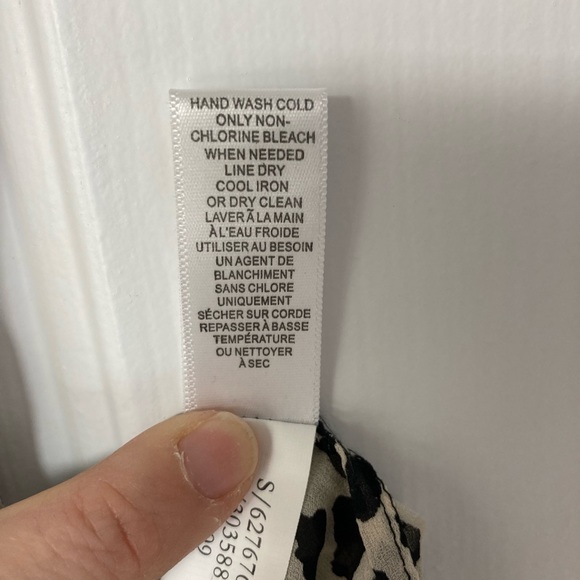 HAND WASH COLD
ONLY NON-
CHLORINE BLEACH
WHEN NEEDED
LINE DRY
COOL IRON
OR DRY CLEAN
LAVER Ã LA MAIN
À L'EAU FROIDE
UTILISER AU BESOIN
UN AGENT DE
BLANCHIMENT
SANS CHLORE
UNIQUEMENT
SÉCHER SUR CORDE
REPASSER À BASSE
TEMPÉRATURE
OU NETTOYER
À SEC